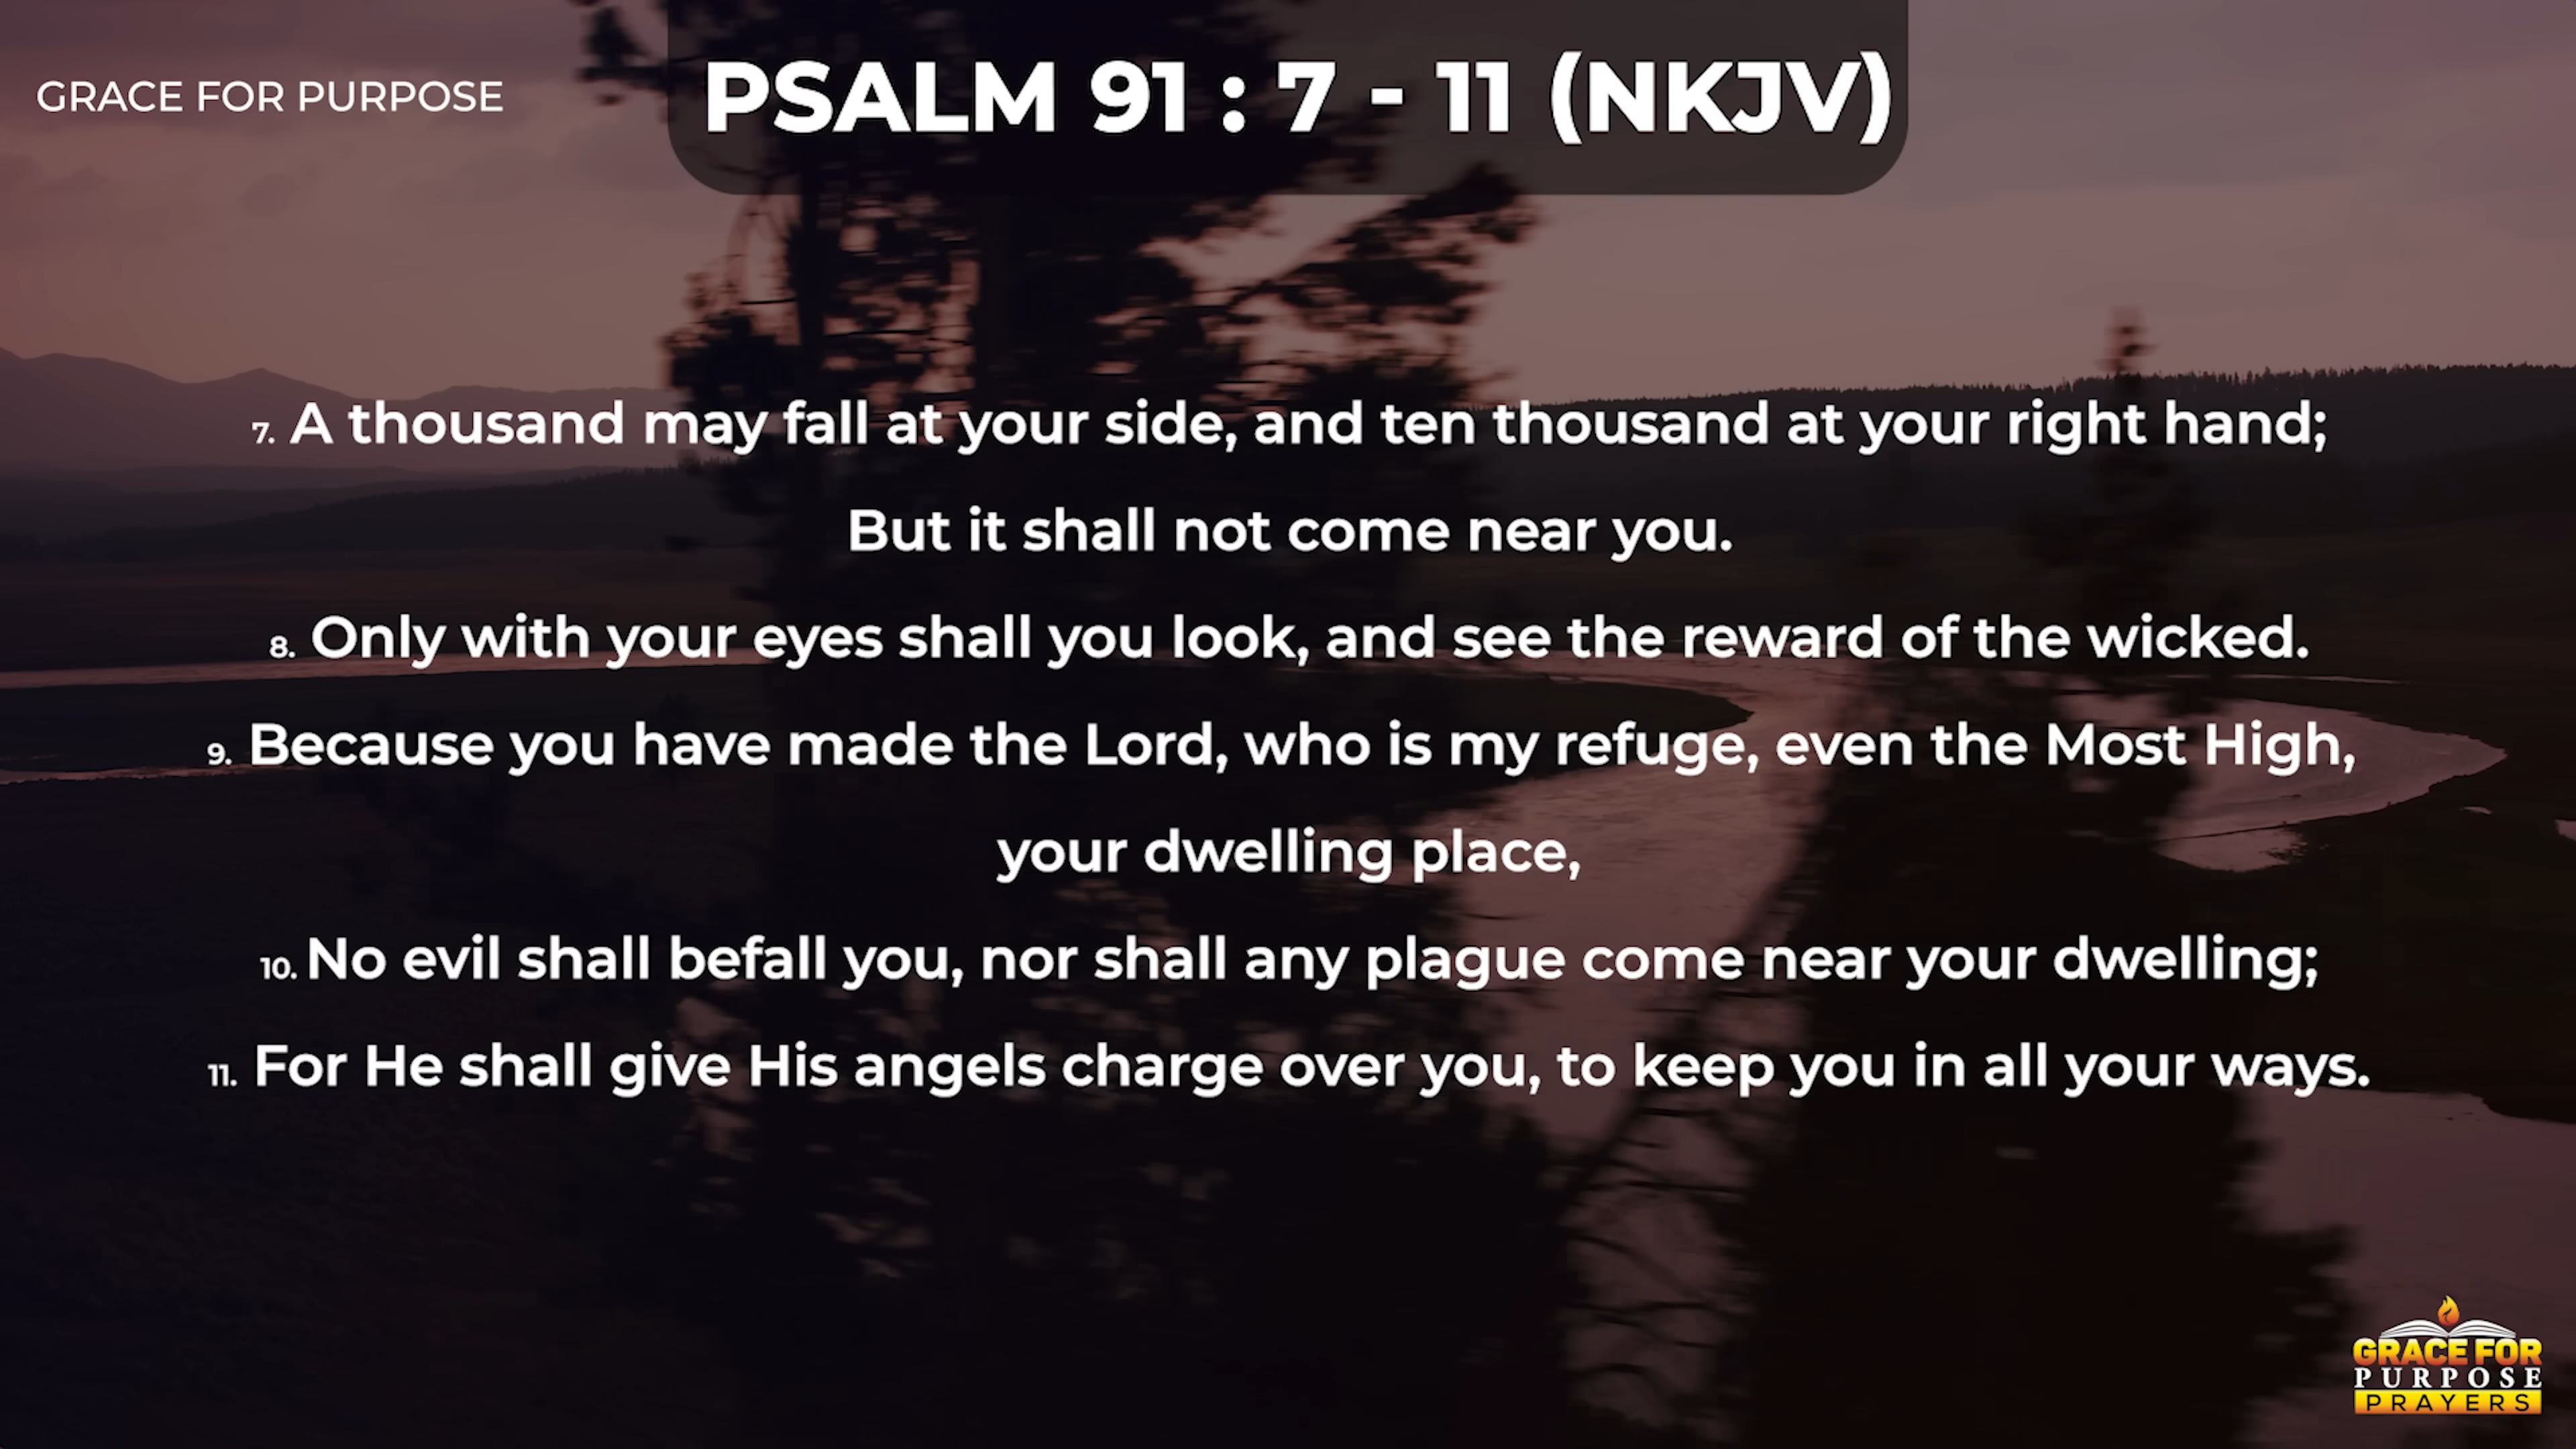 GRACE FOR PURPOSE
PSALM 91 : 7 - 11 (NKJV)
7. A thousand may fall at your side, and ten thousand at your right hand;
But it shall not come near you.
8. Only with your eyes shall you look, and see the reward of the wicked.
9. Because you have made the Lord, who is my refuge, even the Most High,
your dwelling place,
10. No evil shall befall you, nor shall any plague come near your dwelling;
11. For He shall give His angels charge over you, to keep you in all your ways.
GRACE FOR
PURPOSE
PRAYERS